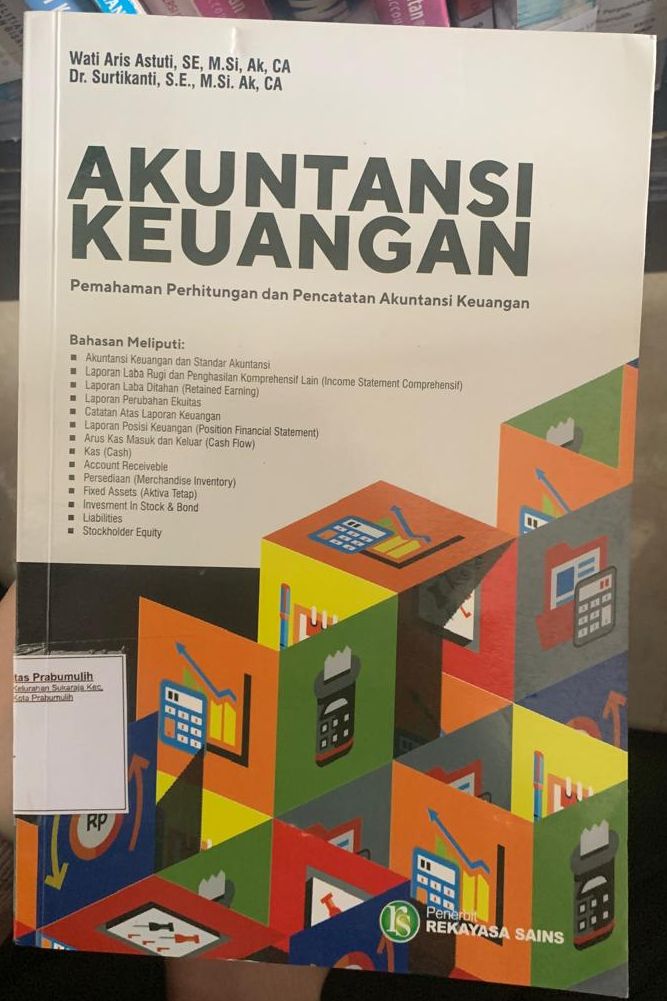 Wati Aris Astuti, SE, M.Si, Ak, CA
Dr. Surtikanti, S.E., M.Si. Ak, CA
AKUNTANSI
KEUANGAN
Pemahaman Perhitungan dan Pencatatan Akuntansi Keuangan
Bahasan Meliputi:
▪ Akuntansi Keuangan dan Standar Akuntansi
▪ Laporan Laba Rugi dan Penghasilan Komprehensif Lain (Income Statement Comprehensif)
▪ Laporan Laba Ditahan (Retained Earning)
▪ Laporan Perubahan Ekuitas
▪ Catatan Atas Laporan Keuangan
▪ Laporan Posisi Keuangan (Position Financial Statement)
▪ Arus Kas Masuk dan Keluar (Cash Flow)
▪ Kas (Cash)
▪ Account Receiveble
▪ Persediaan (Merchandise Inventory)
▪ Fixed Assets (Aktiva Tetap)
▪ Invesment In Stock & Bond
▪ Liabilities
▪ Stockholder Equity
tas Prabumulih
Kelurahan Sukaraja Kec.
Kota Prabumulih
RP
rs
Penerbit
REKAYASA SAINS